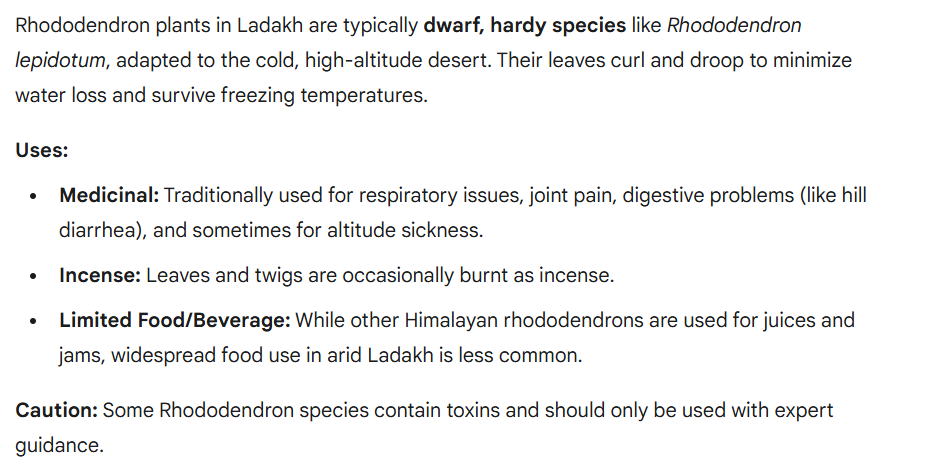 Rhododendron plants in Ladakh are typically dwarf, hardy species like Rhododendron
lepidotum, adapted to the cold, high-altitude desert. Their leaves curl and droop to minimize
water loss and survive freezing temperatures.
Uses:
• Medicinal: Traditionally used for respiratory issues, joint pain, digestive problems (like hill
diarrhea), and sometimes for altitude sickness.
• Incense: Leaves and twigs are occasionally burnt as incense.
• Limited Food/Beverage: While other Himalayan rhododendrons are used for juices and
jams, widespread food use in arid Ladakh is less common.
Caution: Some Rhododendron species contain toxins and should only be used with expert
guidance.